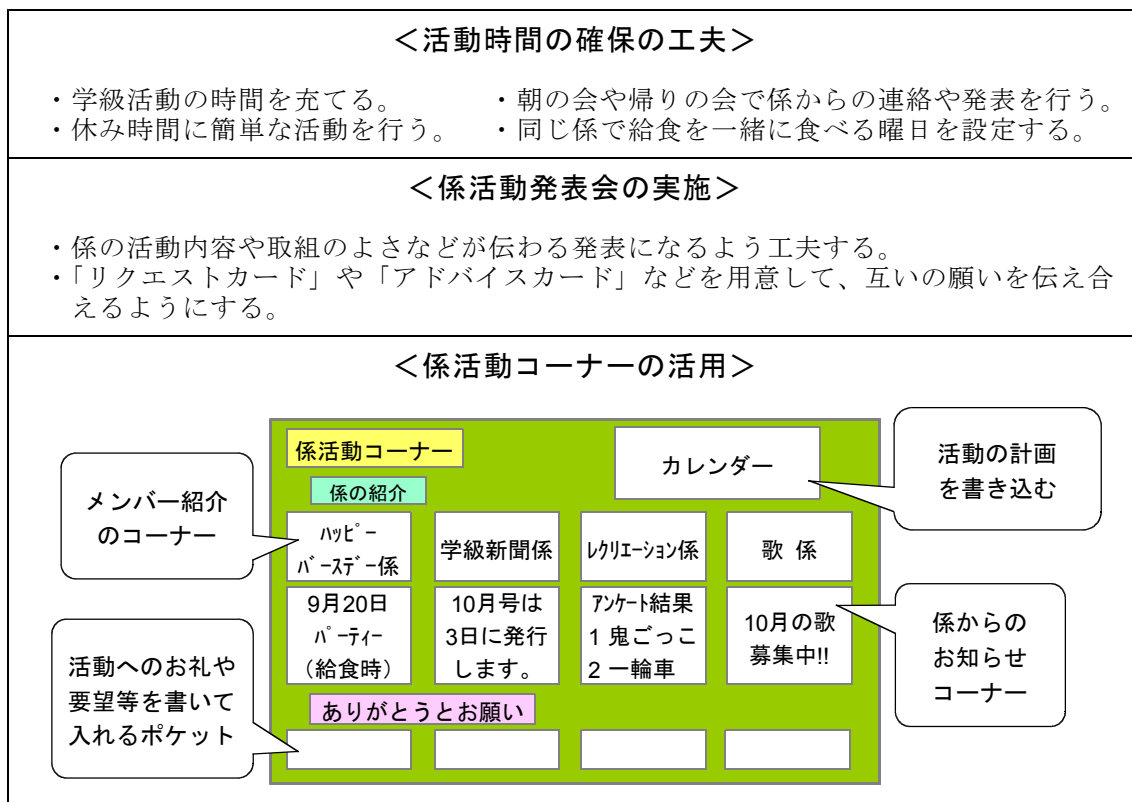 ＜活動時間の確保の工夫＞
・学級活動の時間を充てる。　・朝の会や帰りの会で係からの連絡や発表を行う。
・休み時間に簡単な活動を行う。　・同じ係で給食を一緒に食べる曜日を設定する。
＜係活動発表会の実施＞
・係の活動内容や取組のよさなどが伝わる発表になるよう工夫する。
・「リクエストカード」や「アドバイスカード」などを用意して、互いの願いを伝え合
えるようにする。
＜係活動コーナーの活用＞
係活動コーナー
カレンダー
活動の計画
を書き込む
係の紹介
メンバー紹介
のコーナー
ﾊｯﾋﾟｰ
ﾊﾞｰｽﾃﾞｰ係
学級新聞係
ﾚｸﾘｴｰｼｮﾝ係
歌 係
9月20日
ﾊﾟｰﾃｨｰ
（給食時）
10月号は
3日に発行
します。
ｱﾝｹｰﾄ結果
1 鬼ごっこ
2 一輪車
10月の歌
募集中!!
係からの
お知らせ
コーナー
活動へのお礼や
要望等を書いて
入れるポケット
ありがとうとお願い